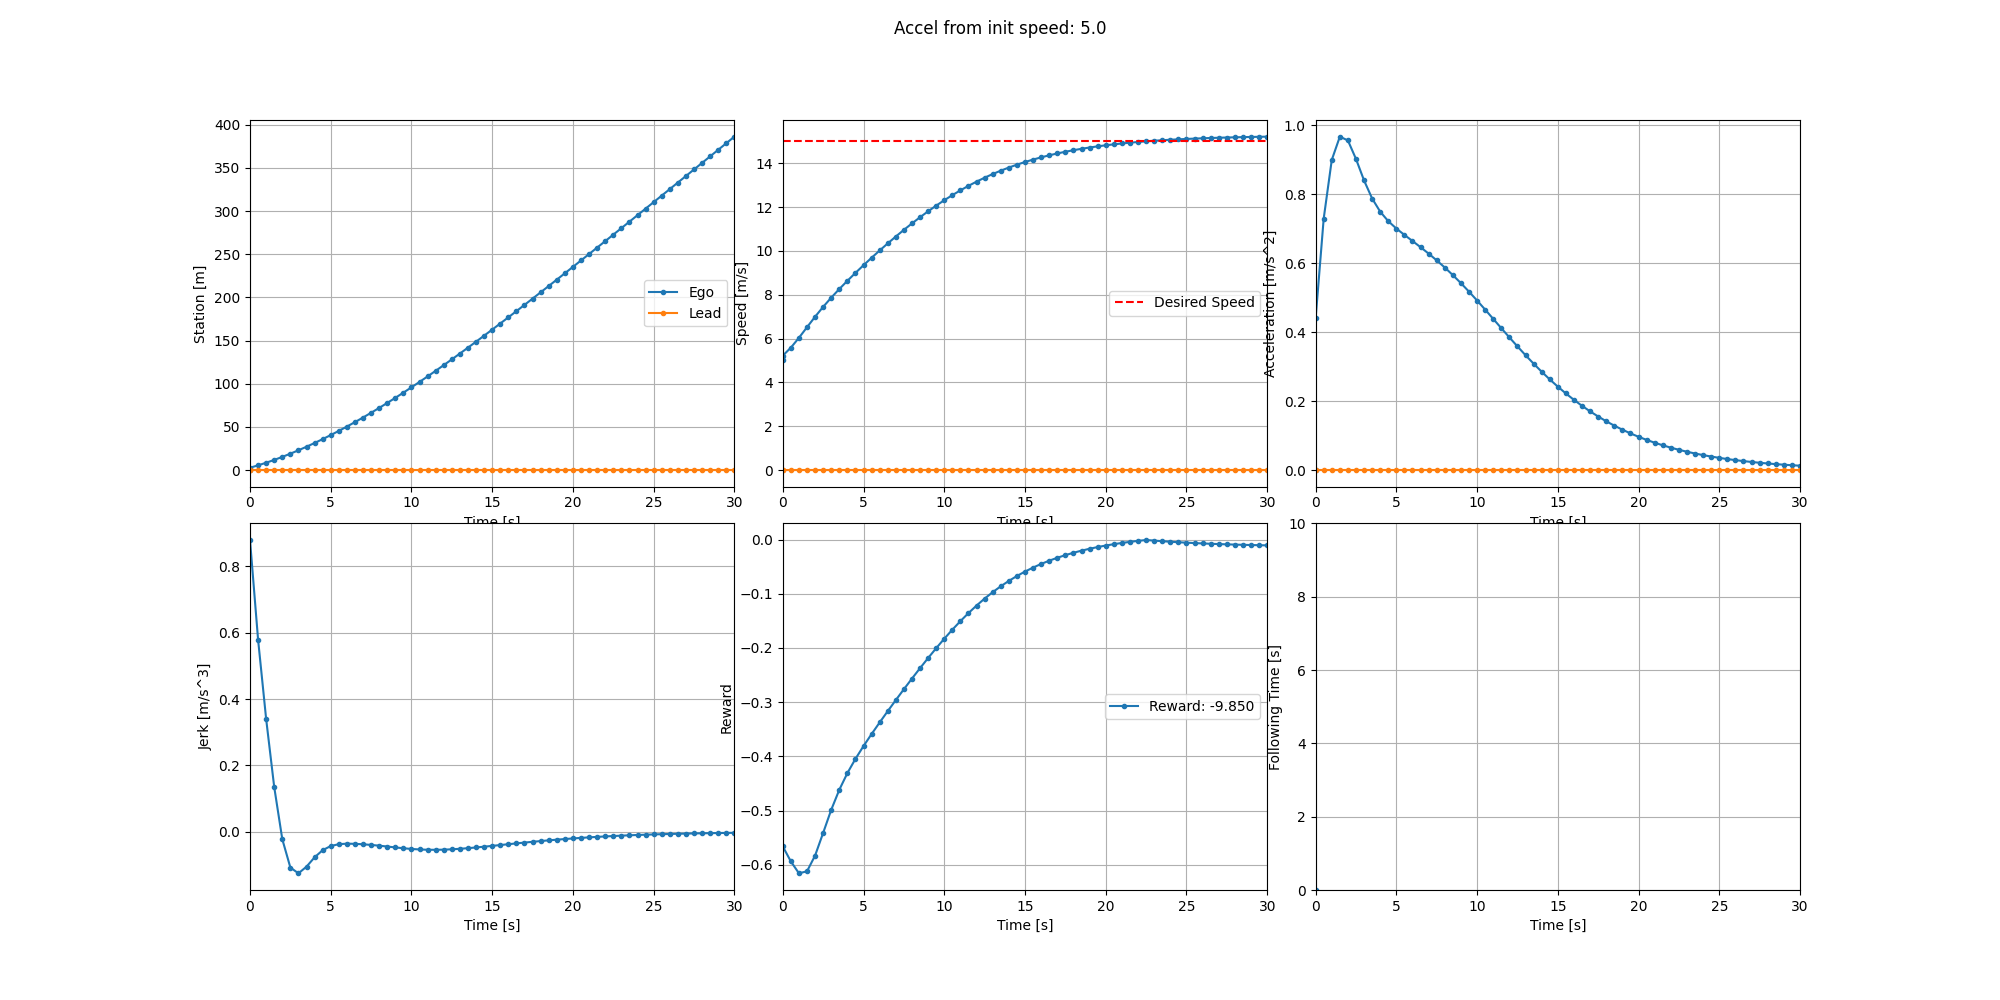 Accel from init speed: 5.0
400
350
300
250
200
150
100
50
0
Station [m]
Ego
Lead
0 5 10 15 20 25 30
Time [s]
14
12
10
8
6
4
2
0
Speed [m/s]
Desired Speed
0 5 10 15 20 25 30
Time [s]
1.0
0.8
0.6
0.4
0.2
0.0
Acceleration [m/s^2]
0 5 10 15 20 25 30
Time [s]
0.8
0.6
0.4
0.2
0.0
Jerk [m/s^3]
0 5 10 15 20 25 30
Time [s]
0.0
−0.1
−0.2
−0.3
−0.4
−0.5
−0.6
Reward
Reward: -9.850
0 5 10 15 20 25 30
Time [s]
10
8
6
4
2
0
Following Time [s]
0 5 10 15 20 25 30
Time [s]